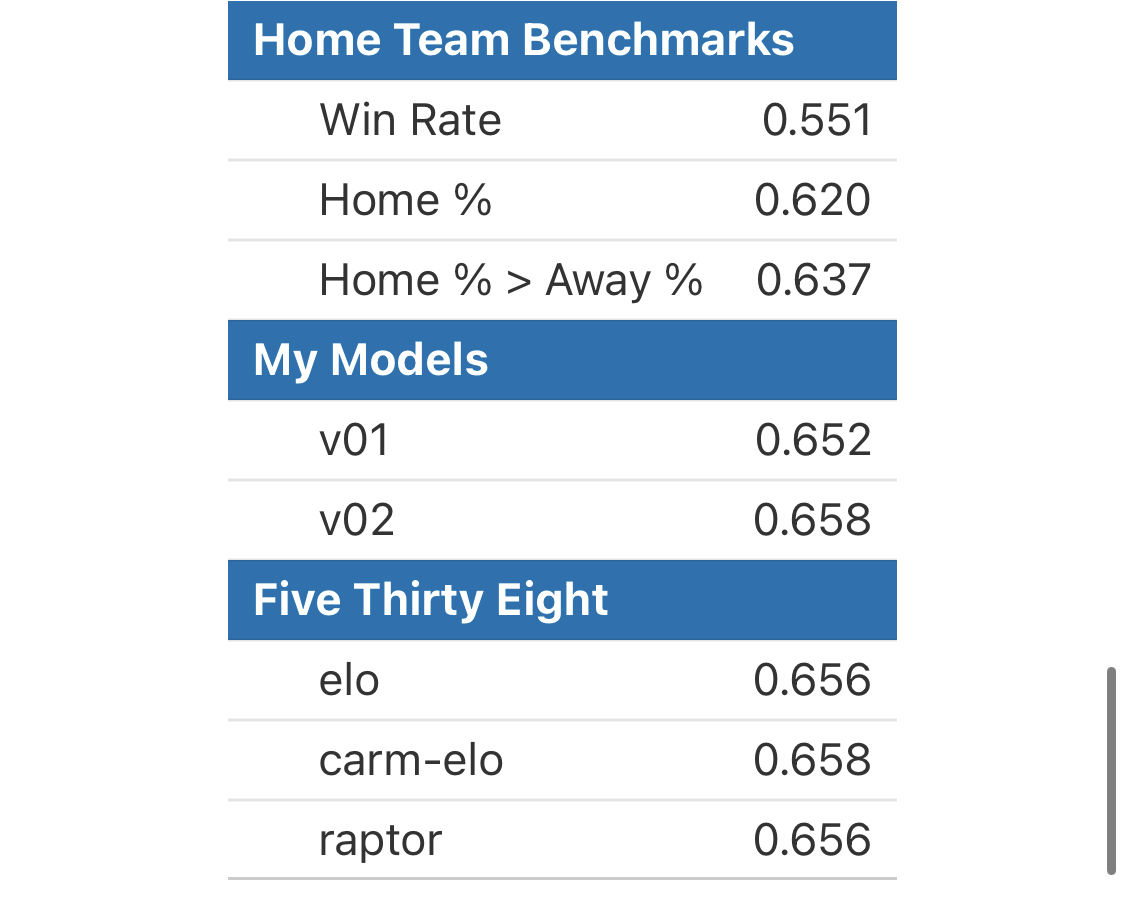 Home Team Benchmarks
Win Rate 0.551
Home % 0.620
Home % > Away % 0.637
My Models
v01 0.652
v02 0.658
Five Thirty Eight
elo 0.656
carm-elo 0.658
raptor 0.656